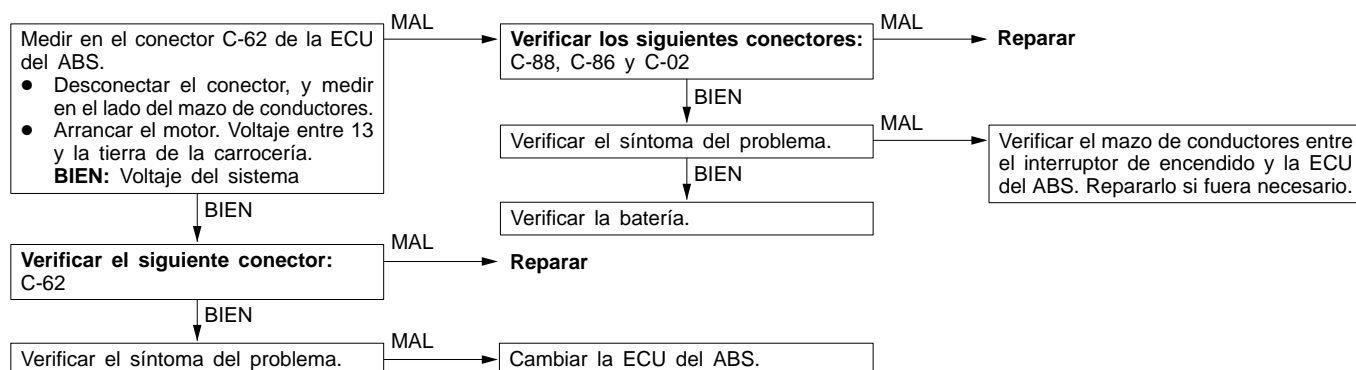 Medir en el conector C-62 de la ECU
del ABS.
● Desconectar el conector, y medir
en el lado del mazo de conductores.
● Arrancar el motor. Voltaje entre 13
y la tierra de la carrocería.
BIEN: Voltaje del sistema
MAL
Verificar los siguientes conectores:
C-88, C-86 y C-02
MAL
Reparar
BIEN
Verificar el síntoma del problema.
MAL
Verificar el mazo de conductores entre
el interruptor de encendido y la ECU
del ABS. Repararlo si fuera necesario.
BIEN
Verificar la batería.
BIEN
Verificar el siguiente conector:
C-62
MAL
Reparar
BIEN
Verificar el síntoma del problema.
MAL
Cambiar la ECU del ABS.